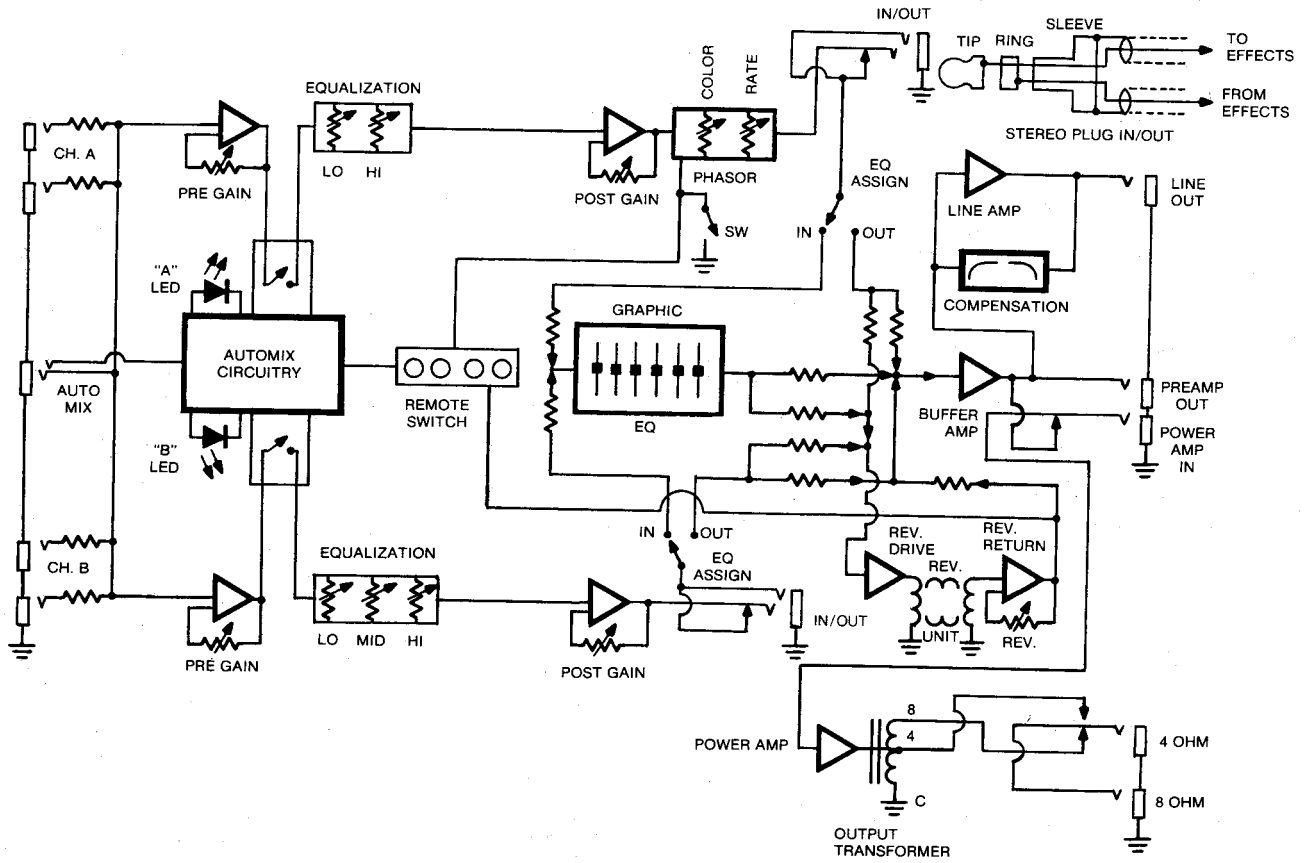 IN/OUT
SLEEVE
TIP
RING
TO
EFFECTS
FROM
EFFECTS
STEREO PLUG IN/OUT
EQUALIZATION
LO
HI
COLOR
RATE
PHASOR
CH. A
PRE GAIN
POST GAIN
SW
EQ
ASSIGN
IN
OUT
LINE AMP
LINE
OUT
COMPENSATION
"A"
LED
AUTOMIX
CIRCUITRY
AUTO
MIX
"B"
LED
REMOTE
SWITCH
GRAPHIC
EQ
BUFFER
AMP
PREAMP
OUT
POWER
AMP
IN
IN
OUT
EQ
ASSIGN
REV.
DRIVE
REV.
UNIT
REV.
RETURN
REV.
CH. B
PRE GAIN
EQUALIZATION
LO
MID
HI
POST GAIN
IN/OUT
POWER AMP
8
4
C
OUTPUT
TRANSFORMER
4 OHM
8 OHM